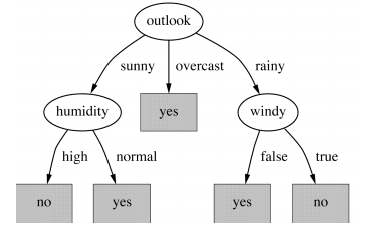 outlook
sunny overcast rainy
humidity yes windy
high normal false true
no yes yes no